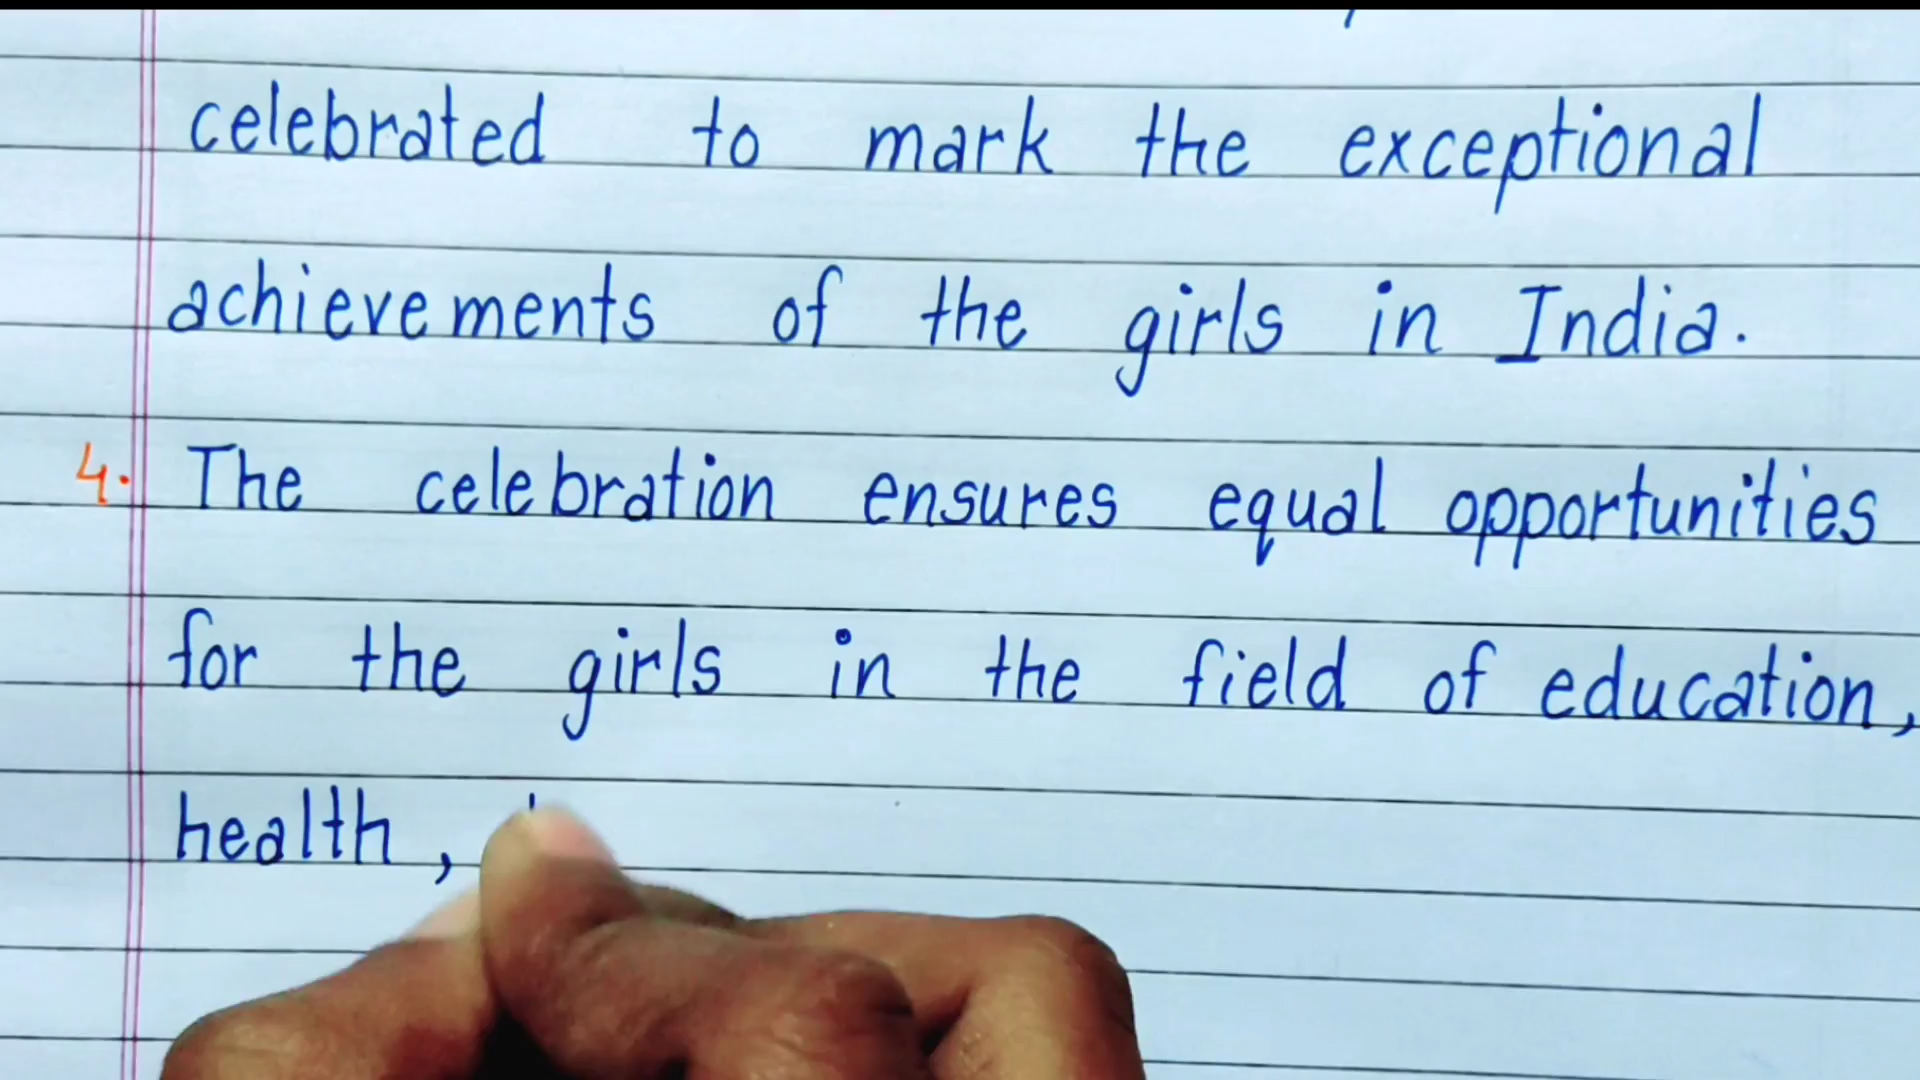 celebrated to mark the exceptional
achievements of the girls in India.
4. The celebration ensures equal opportunities
for the girls in the field of education,
health,